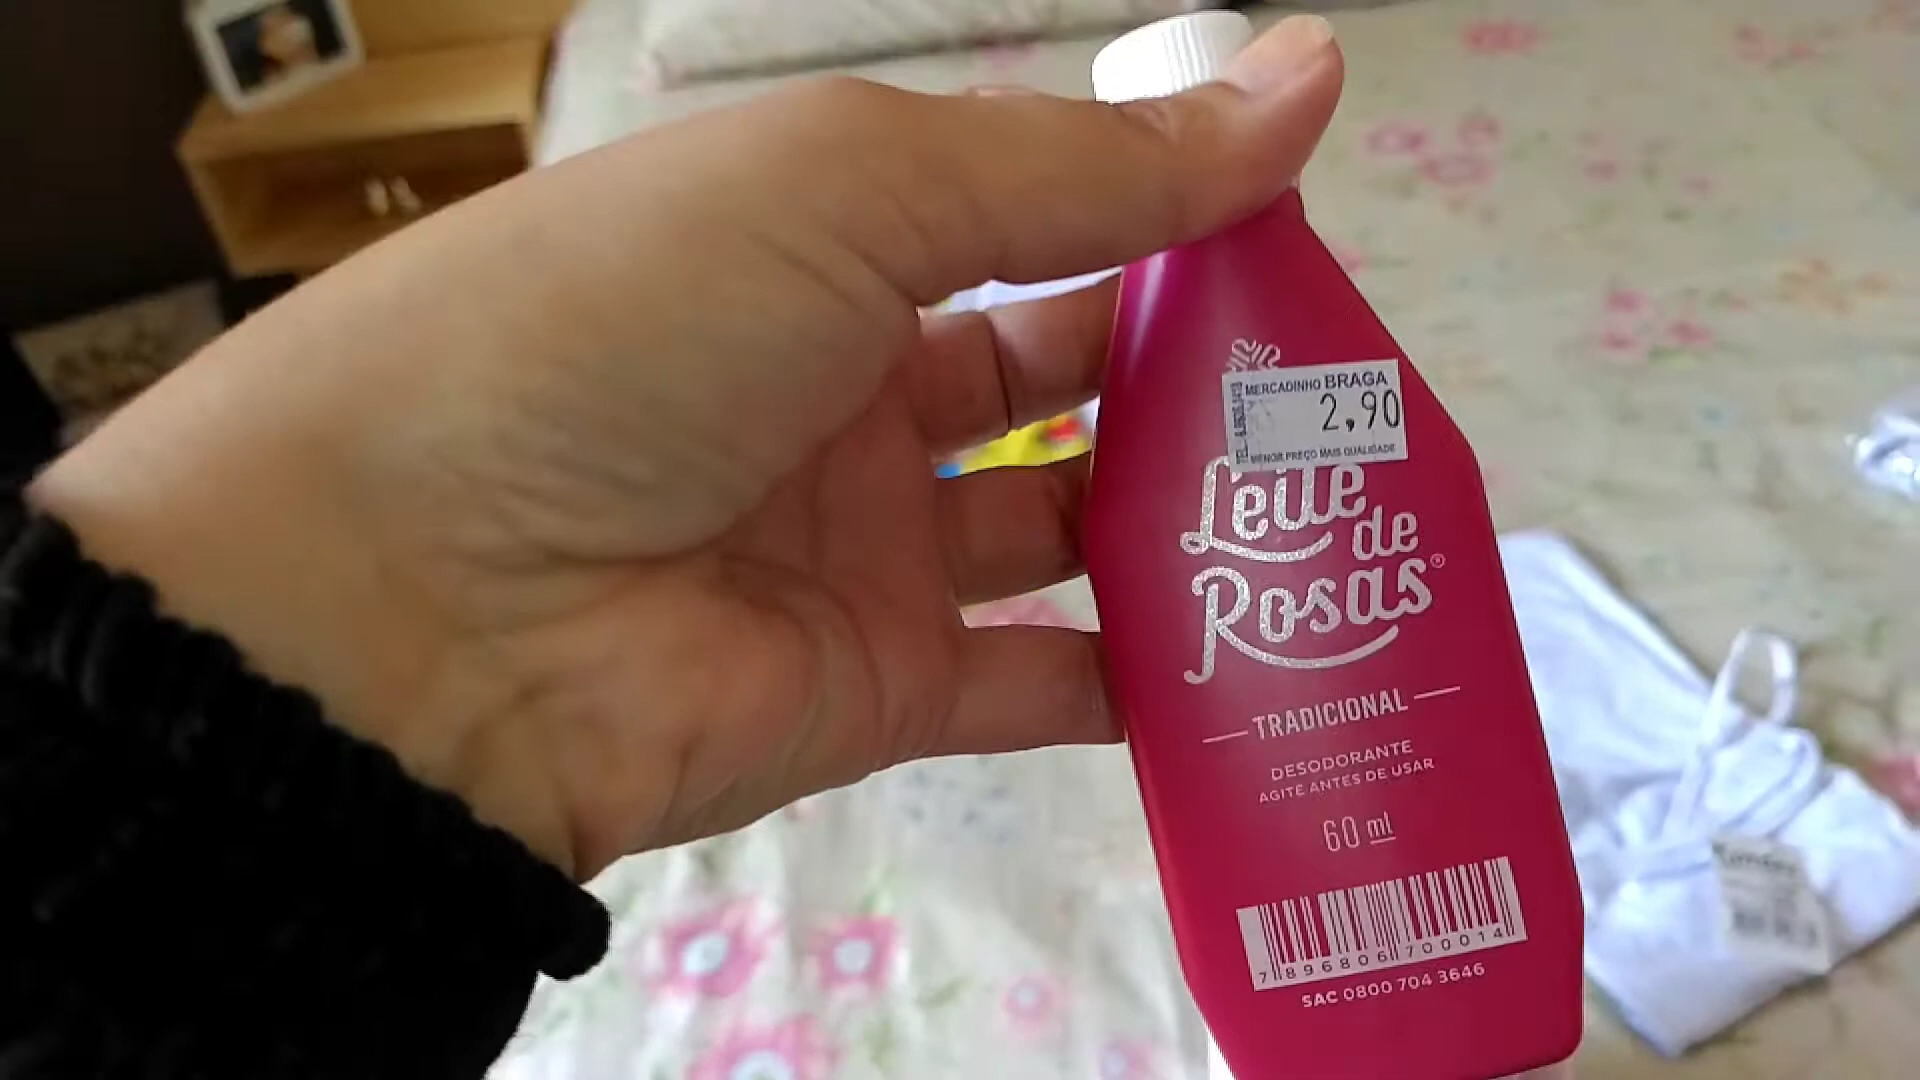 MERCADINHO BRAGA
2,90
MENOR PREÇO MAIS QUALIDADE
Leite
de
Rosas®
TRADICIONAL
DESODORANTE
AGITE ANTES DE USAR
60 ml
7 896806 700014
SAC 0800 704 3646